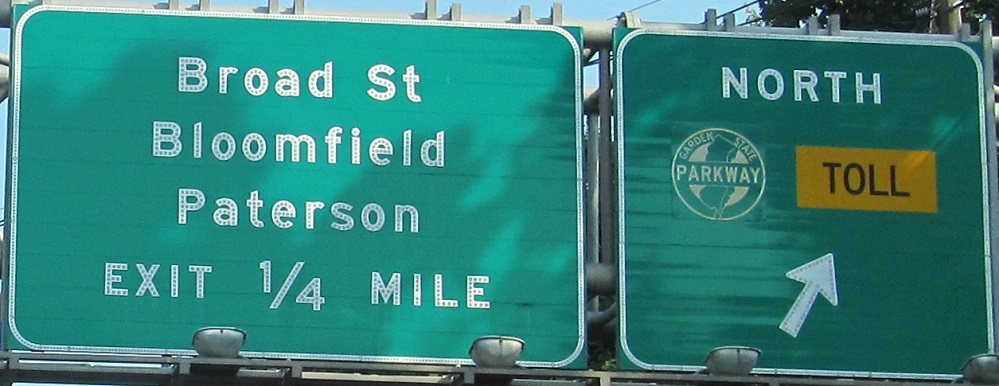 Broad St
Bloomfield
Paterson
EXIT 1/4 MILE
NORTH
GARDEN STATE
PARKWAY
TOLL